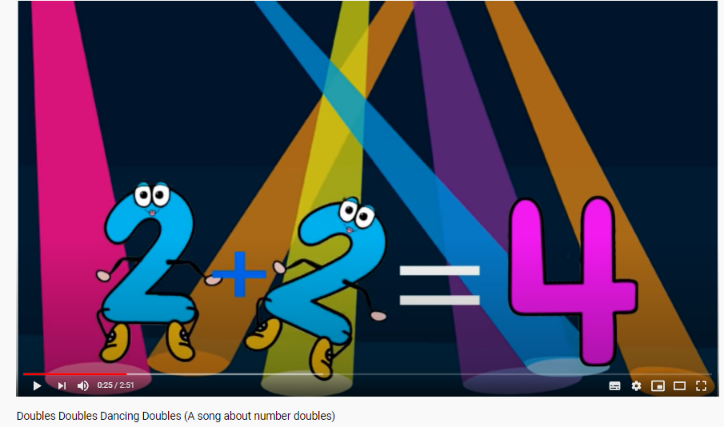 2 + 2 = 4
0:25 / 2:51
Doubles Doubles Dancing Doubles (A song about number doubles)